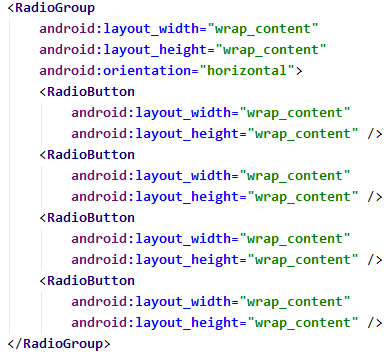 <RadioGroup
    android:layout_width="wrap_content"
    android:layout_height="wrap_content"
    android:orientation="horizontal">
    <RadioButton
        android:layout_width="wrap_content"
        android:layout_height="wrap_content" />
    <RadioButton
        android:layout_width="wrap_content"
        android:layout_height="wrap_content" />
    <RadioButton
        android:layout_width="wrap_content"
        android:layout_height="wrap_content" />
    <RadioButton
        android:layout_width="wrap_content"
        android:layout_height="wrap_content" />
</RadioGroup>